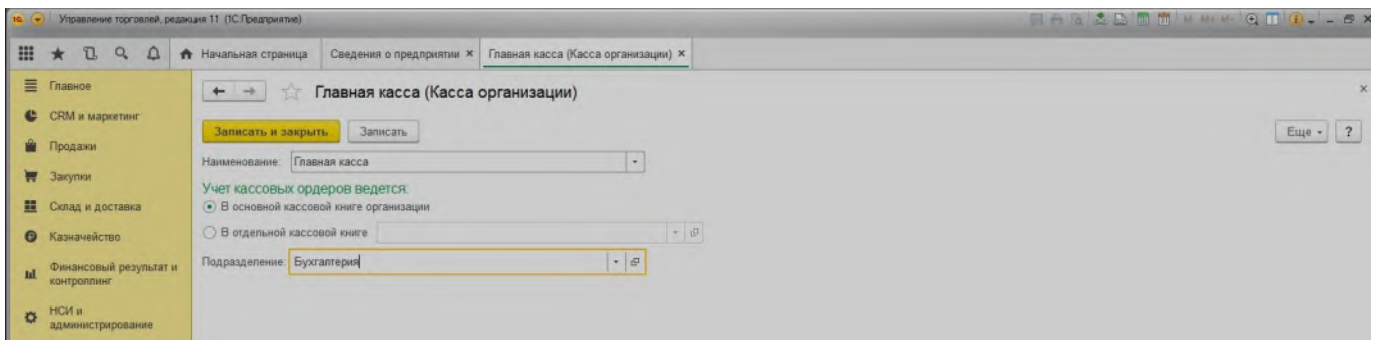 Управление торговлей, редакция 11 (1С:Предприятие)
M M+ M-
Начальная страница
Сведения о предприятии ×
Главная касса (Касса организации) ×
Главное
CRM и маркетинг
Продажи
Закупки
Склад и доставка
Казначейство
Финансовый результат и
контроллинг
НСИ и
администрирование
Главная касса (Касса организации)
Записать и закрыть
Записать
Еще
?
Наименование: Главная касса
Учет кассовых ордеров ведется:
В основной кассовой книге организации
В отдельной кассовой книге
Подразделение: Бухгалтерия